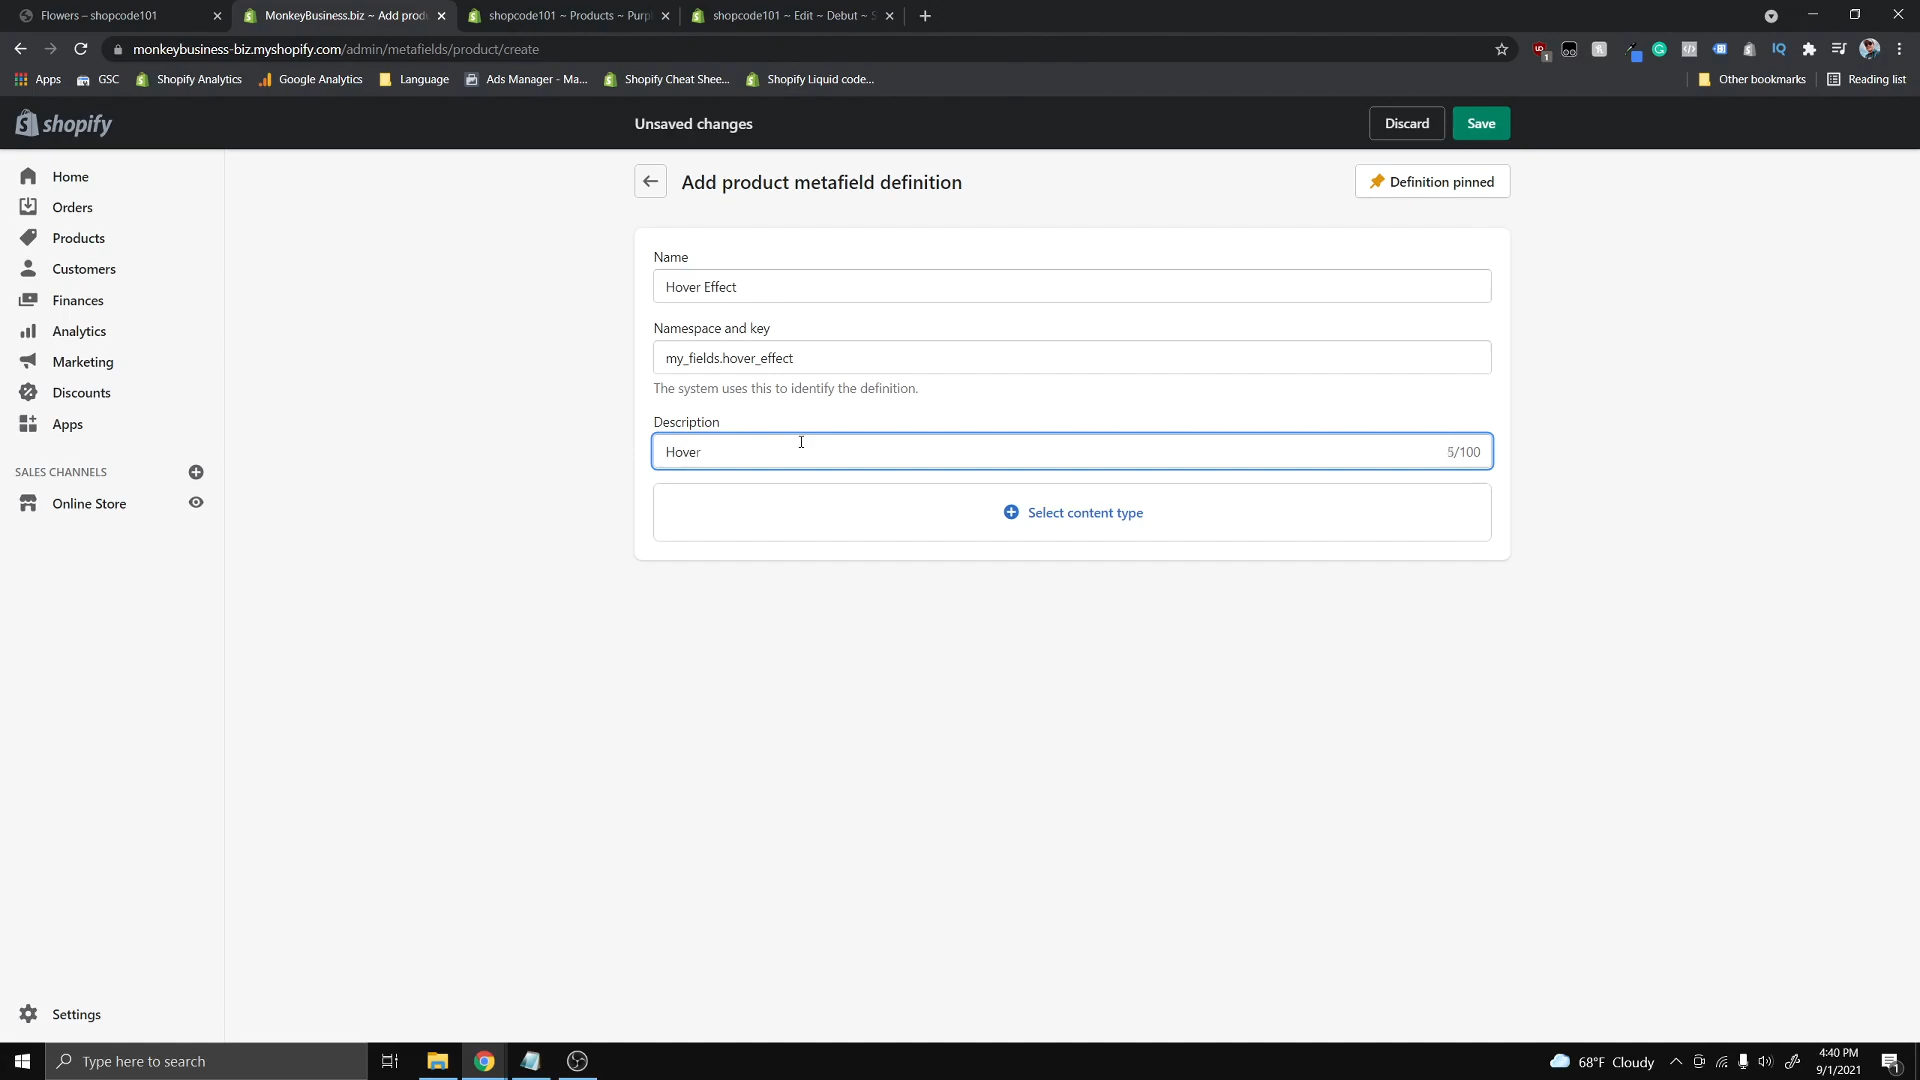 Flowers – shopcode101
MonkeyBusiness.biz ~ Add produ
shopcode101 ~ Products ~ Purpl
shopcode101 ~ Edit ~ Debut ~ S
monkeybusiness-biz.myshopify.com/admin/metafields/product/create
Apps
GSC
Shopify Analytics
Google Analytics
Language
Ads Manager - Ma...
Shopify Cheat Shee...
Shopify Liquid code...
Other bookmarks
Reading list
shopify
Unsaved changes
Discard
Save
Home
Orders
Products
Customers
Finances
Analytics
Marketing
Discounts
Apps
SALES CHANNELS
Online Store
Settings
Add product metafield definition
Definition pinned
Name
Hover Effect
Namespace and key
my_fields.hover_effect
The system uses this to identify the definition.
Description
Hover
5/100
Select content type
Type here to search
68°F Cloudy
4:40 PM
9/1/2021